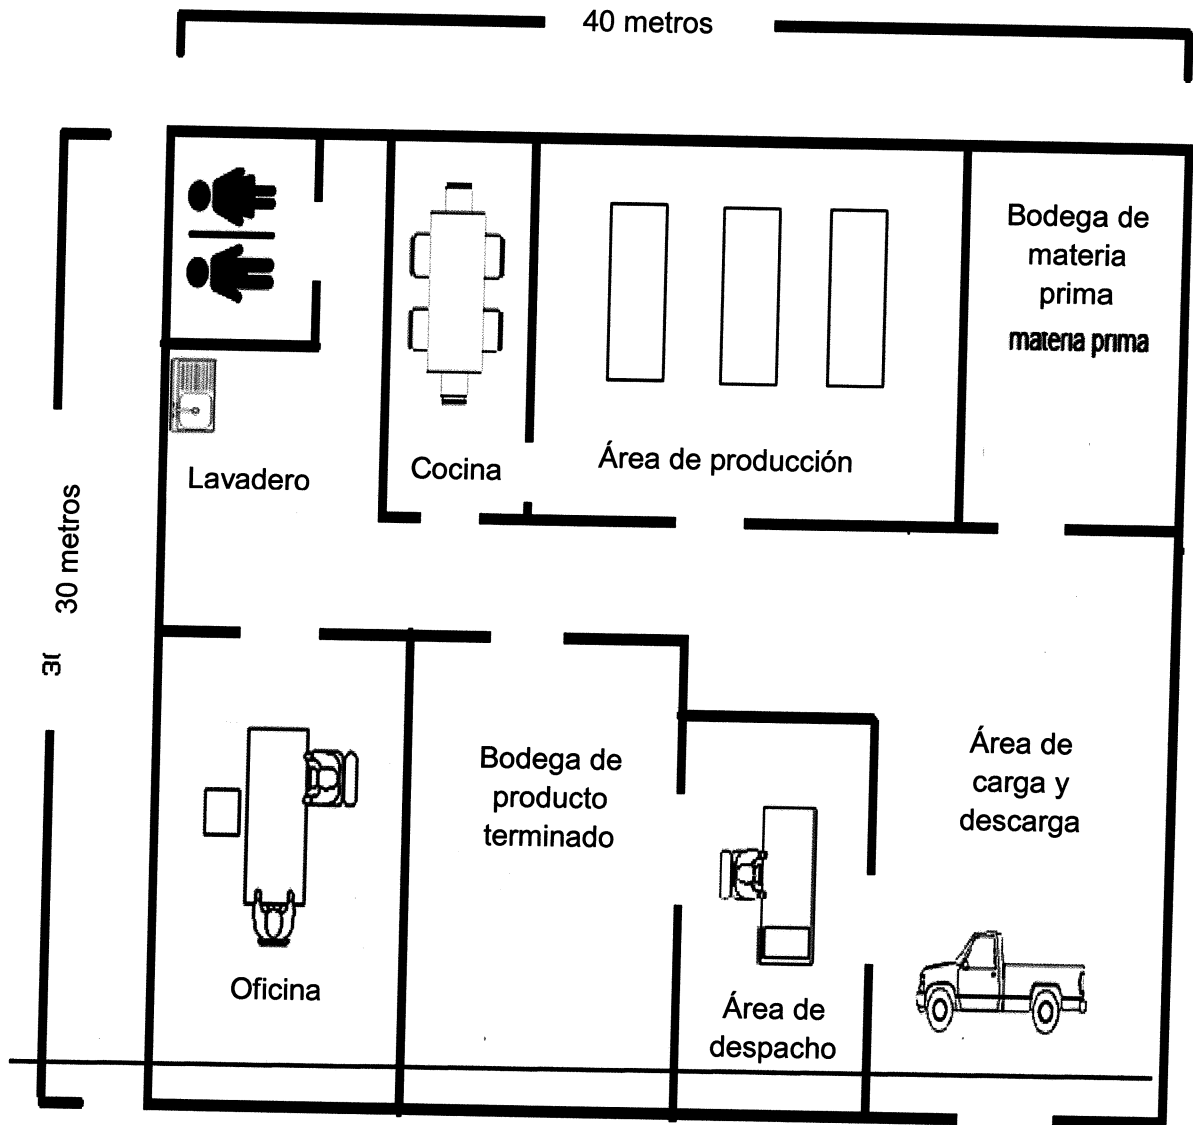 40 metros
Bodega de
materia
prima
materia prima
Área de producción
Cocina
Lavadero
30 metros
30
Bodega de
producto
terminado
Área de
carga y
descarga
Oficina
Área de
despacho